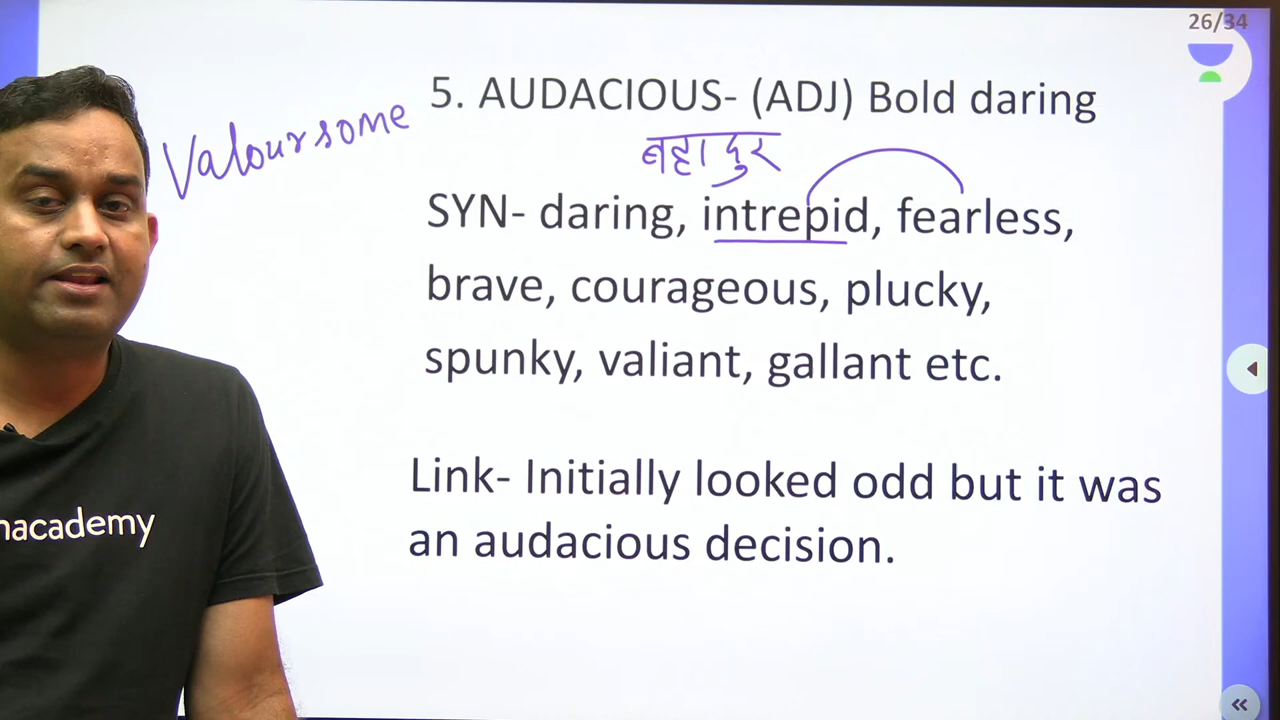 26/34
5. AUDACIOUS- (ADJ) Bold daring
Valoursome
बहादुर
SYN- daring, intrepid, fearless,
brave, courageous, plucky,
spunky, valiant, gallant etc.
Link- Initially looked odd but it was
an audacious decision.
nacademy